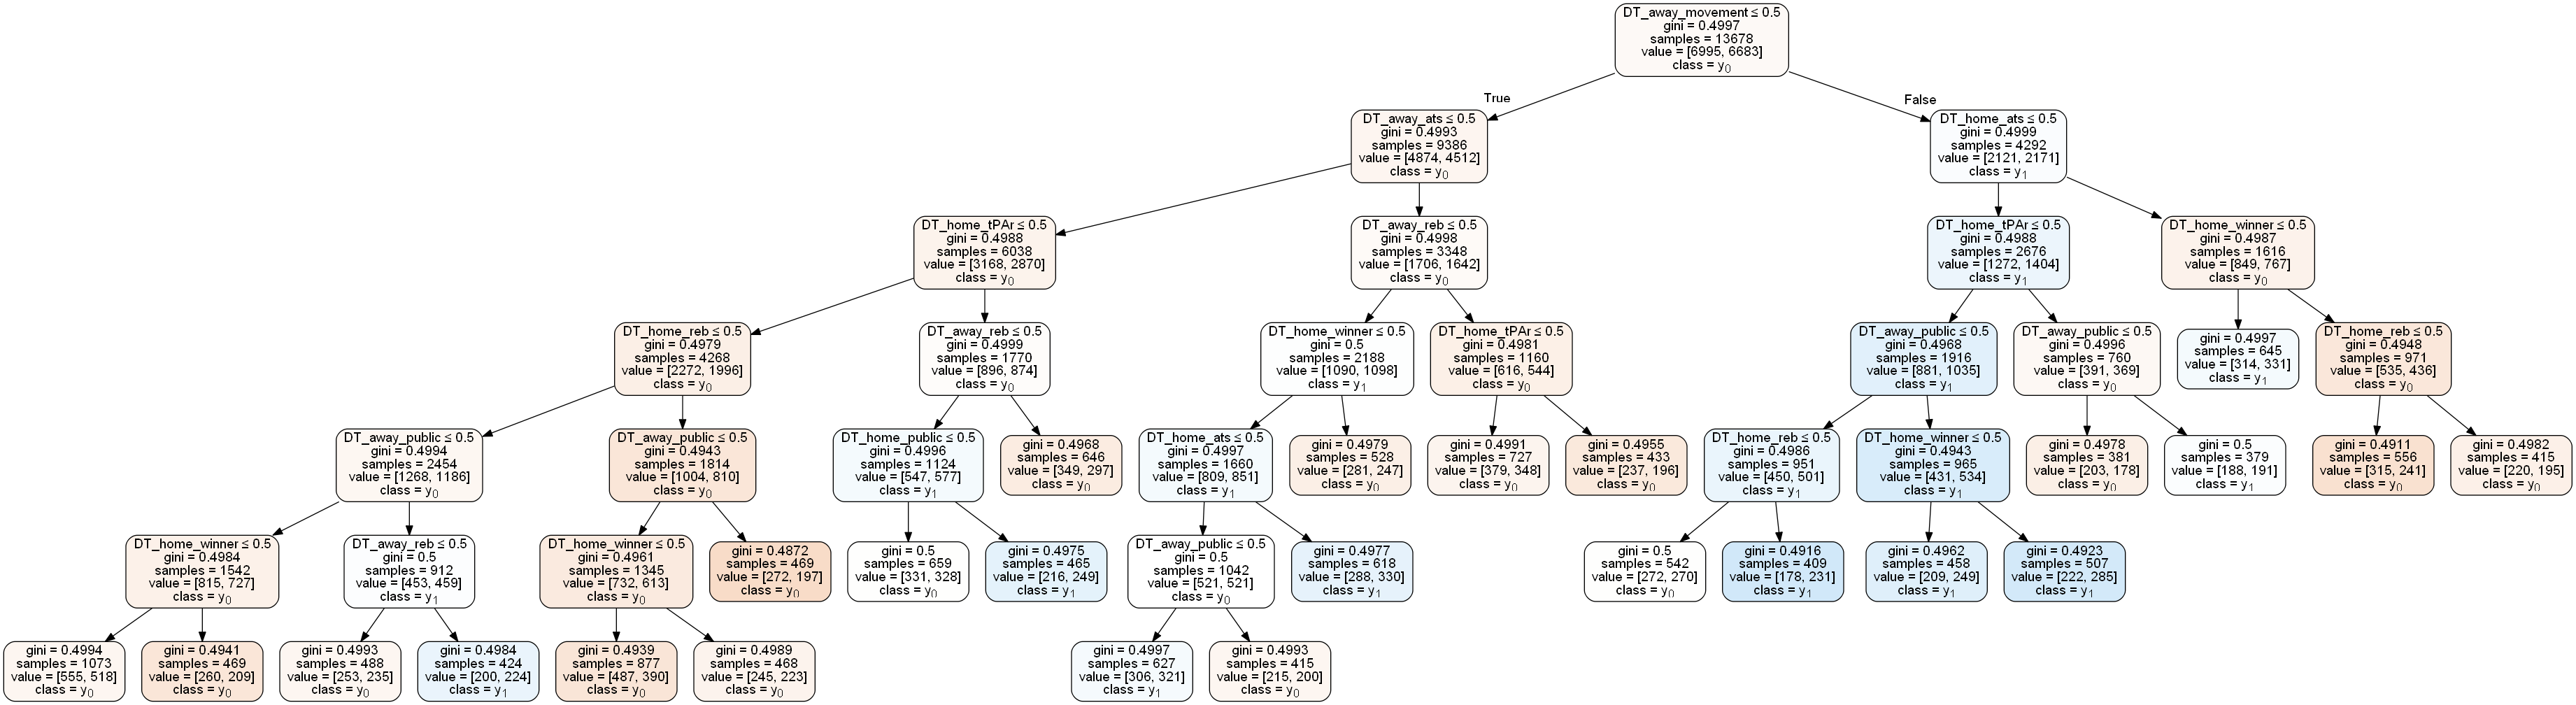 DT_away_movement ≤ 0.5
gini = 0.4997
samples = 13678
value = [6995, 6683]
class = y0
True
False
DT_away_ats ≤ 0.5
gini = 0.4993
samples = 9386
value = [4874, 4512]
class = y0
DT_home_ats ≤ 0.5
gini = 0.4999
samples = 4292
value = [2121, 2171]
class = y1
DT_home_tPAr ≤ 0.5
gini = 0.4988
samples = 6038
value = [3168, 2870]
class = y0
DT_away_reb ≤ 0.5
gini = 0.4998
samples = 3348
value = [1706, 1642]
class = y0
DT_home_tPAr ≤ 0.5
gini = 0.4988
samples = 2676
value = [1272, 1404]
class = y1
DT_home_winner ≤ 0.5
gini = 0.4987
samples = 1616
value = [849, 767]
class = y0
DT_home_reb ≤ 0.5
gini = 0.4979
samples = 4268
value = [2272, 1996]
class = y0
DT_away_reb ≤ 0.5
gini = 0.4999
samples = 1770
value = [896, 874]
class = y0
DT_home_winner ≤ 0.5
gini = 0.5
samples = 2188
value = [1090, 1098]
class = y1
DT_home_tPAr ≤ 0.5
gini = 0.4981
samples = 1160
value = [616, 544]
class = y0
DT_away_public ≤ 0.5
gini = 0.4968
samples = 1916
value = [881, 1035]
class = y1
DT_away_public ≤ 0.5
gini = 0.4996
samples = 760
value = [391, 369]
class = y0
gini = 0.4997
samples = 645
value = [314, 331]
class = y1
DT_home_reb ≤ 0.5
gini = 0.4948
samples = 971
value = [535, 436]
class = y0
DT_away_public ≤ 0.5
gini = 0.4994
samples = 2454
value = [1268, 1186]
class = y0
DT_away_public ≤ 0.5
gini = 0.4943
samples = 1814
value = [1004, 810]
class = y0
DT_home_public ≤ 0.5
gini = 0.4996
samples = 1124
value = [547, 577]
class = y1
gini = 0.4968
samples = 646
value = [349, 297]
class = y0
DT_home_ats ≤ 0.5
gini = 0.4997
samples = 1660
value = [809, 851]
class = y1
gini = 0.4979
samples = 528
value = [281, 247]
class = y0
gini = 0.4991
samples = 727
value = [379, 348]
class = y0
gini = 0.4955
samples = 433
value = [237, 196]
class = y0
DT_home_reb ≤ 0.5
gini = 0.4986
samples = 951
value = [450, 501]
class = y1
DT_home_winner ≤ 0.5
gini = 0.4943
samples = 965
value = [431, 534]
class = y1
gini = 0.4978
samples = 381
value = [203, 178]
class = y0
gini = 0.5
samples = 379
value = [188, 191]
class = y1
gini = 0.4911
samples = 556
value = [315, 241]
class = y0
gini = 0.4982
samples = 415
value = [220, 195]
class = y0
DT_home_winner ≤ 0.5
gini = 0.4984
samples = 1542
value = [815, 727]
class = y0
DT_away_reb ≤ 0.5
gini = 0.5
samples = 912
value = [453, 459]
class = y1
DT_home_winner ≤ 0.5
gini = 0.4961
samples = 1345
value = [732, 613]
class = y0
gini = 0.4872
samples = 469
value = [272, 197]
class = y0
gini = 0.5
samples = 659
value = [331, 328]
class = y0
gini = 0.4975
samples = 465
value = [216, 249]
class = y1
DT_away_public ≤ 0.5
gini = 0.5
samples = 1042
value = [521, 521]
class = y0
gini = 0.4977
samples = 618
value = [288, 330]
class = y1
gini = 0.5
samples = 542
value = [272, 270]
class = y0
gini = 0.4916
samples = 409
value = [178, 231]
class = y1
gini = 0.4962
samples = 458
value = [209, 249]
class = y1
gini = 0.4923
samples = 507
value = [222, 285]
class = y1
gini = 0.4994
samples = 1073
value = [555, 518]
class = y0
gini = 0.4941
samples = 469
value = [260, 209]
class = y0
gini = 0.4993
samples = 488
value = [253, 235]
class = y0
gini = 0.4984
samples = 424
value = [200, 224]
class = y1
gini = 0.4939
samples = 877
value = [487, 390]
class = y0
gini = 0.4989
samples = 468
value = [245, 223]
class = y0
gini = 0.4997
samples = 627
value = [306, 321]
class = y1
gini = 0.4993
samples = 415
value = [215, 200]
class = y0